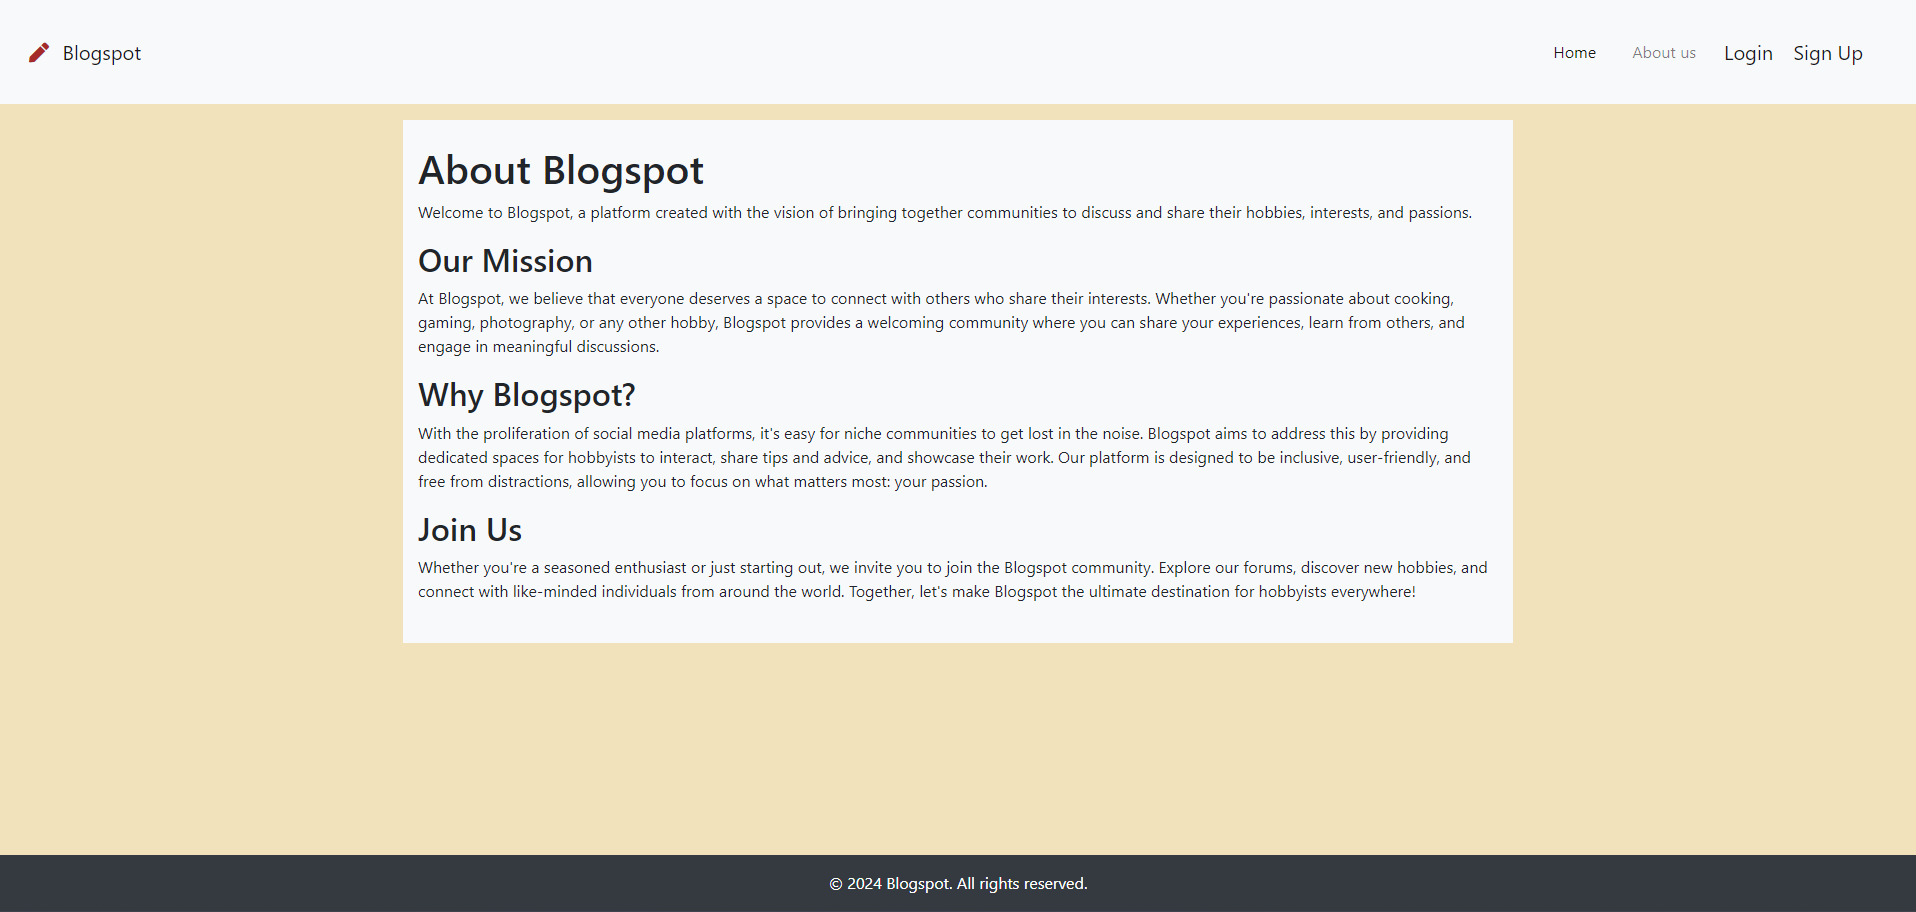 Blogspot
Home
About us
Login
Sign Up
About Blogspot
Welcome to Blogspot, a platform created with the vision of bringing together communities to discuss and share their hobbies, interests, and passions.
Our Mission
At Blogspot, we believe that everyone deserves a space to connect with others who share their interests. Whether you're passionate about cooking,
gaming, photography, or any other hobby, Blogspot provides a welcoming community where you can share your experiences, learn from others, and
engage in meaningful discussions.
Why Blogspot?
With the proliferation of social media platforms, it's easy for niche communities to get lost in the noise. Blogspot aims to address this by providing
dedicated spaces for hobbyists to interact, share tips and advice, and showcase their work. Our platform is designed to be inclusive, user-friendly, and
free from distractions, allowing you to focus on what matters most: your passion.
Join Us
Whether you're a seasoned enthusiast or just starting out, we invite you to join the Blogspot community. Explore our forums, discover new hobbies, and
connect with like-minded individuals from around the world. Together, let's make Blogspot the ultimate destination for hobbyists everywhere!
© 2024 Blogspot. All rights reserved.